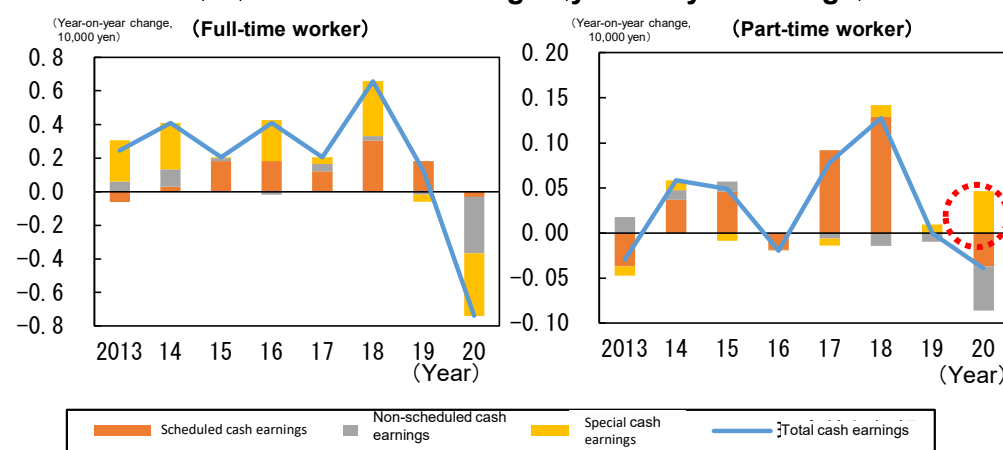 (Year-on-year change,
10,000 yen)
（Full-time worker）
0.8
0.6
0.4
0.2
0.0
−0.2
−0.4
−0.6
−0.8
2013 14 15 16 17 18 19 20
（Year）
(Year-on-year change,
10,000 yen)
（Part-time worker）
0.20
0.15
0.10
0.05
0.00
−0.05
−0.10
2013 14 15 16 17 18 19 20
（Year）
Scheduled cash earnings
Non-scheduled cash
earnings
Special cash
earnings
Total cash earnings